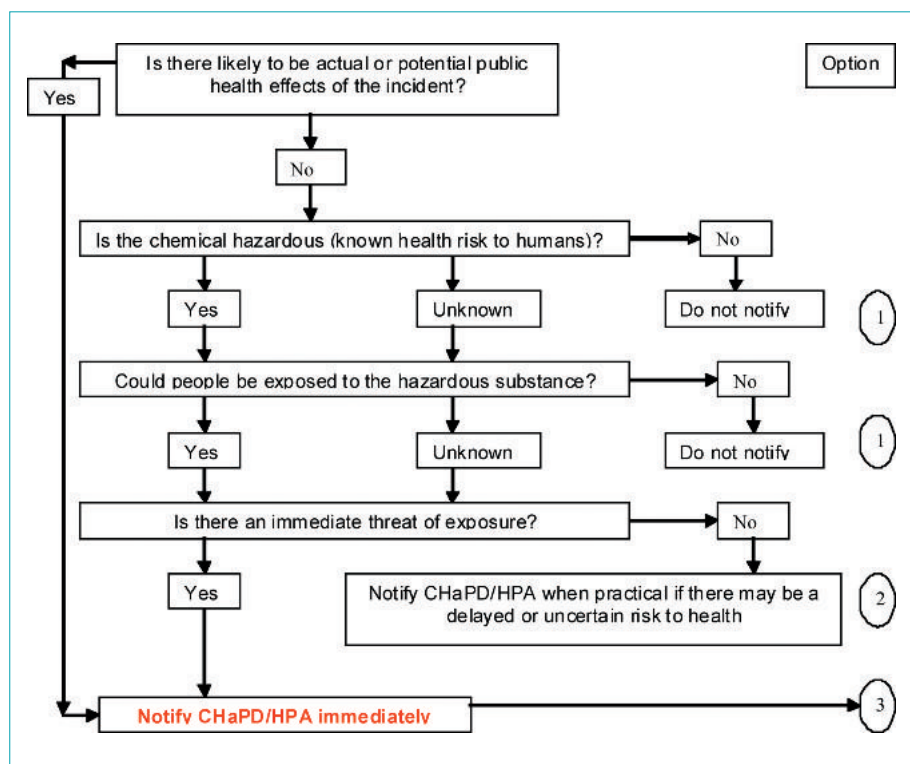 Is there likely to be actual or potential public
health effects of the incident?
Option
Yes
No
Is the chemical hazardous (known health risk to humans)?
No
Yes
Unknown
Do not notify
1
Could people be exposed to the hazardous substance?
No
Yes
Unknown
Do not notify
1
Is there an immediate threat of exposure?
No
Yes
Notify CHaPD/HPA when practical if there may be a
delayed or uncertain risk to health
2
Notify CHaPD/HPA immediately
3